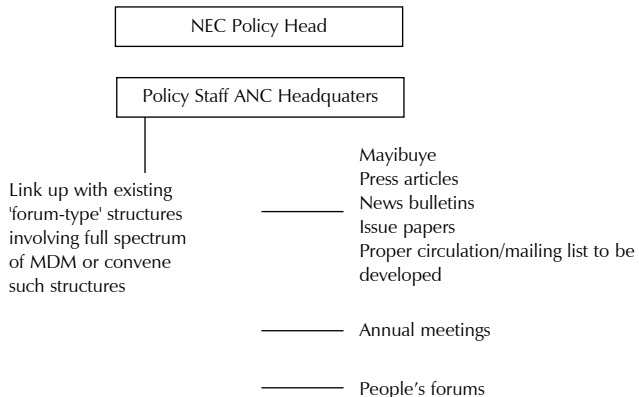 NEC Policy Head
Policy Staff ANC Headquaters
Link up with existing
'forum-type' structures
involving full spectrum
of MDM or convene
such structures
Mayibuye
Press articles
News bulletins
Issue papers
Proper circulation/mailing list to be
developed
Annual meetings
People’s forums